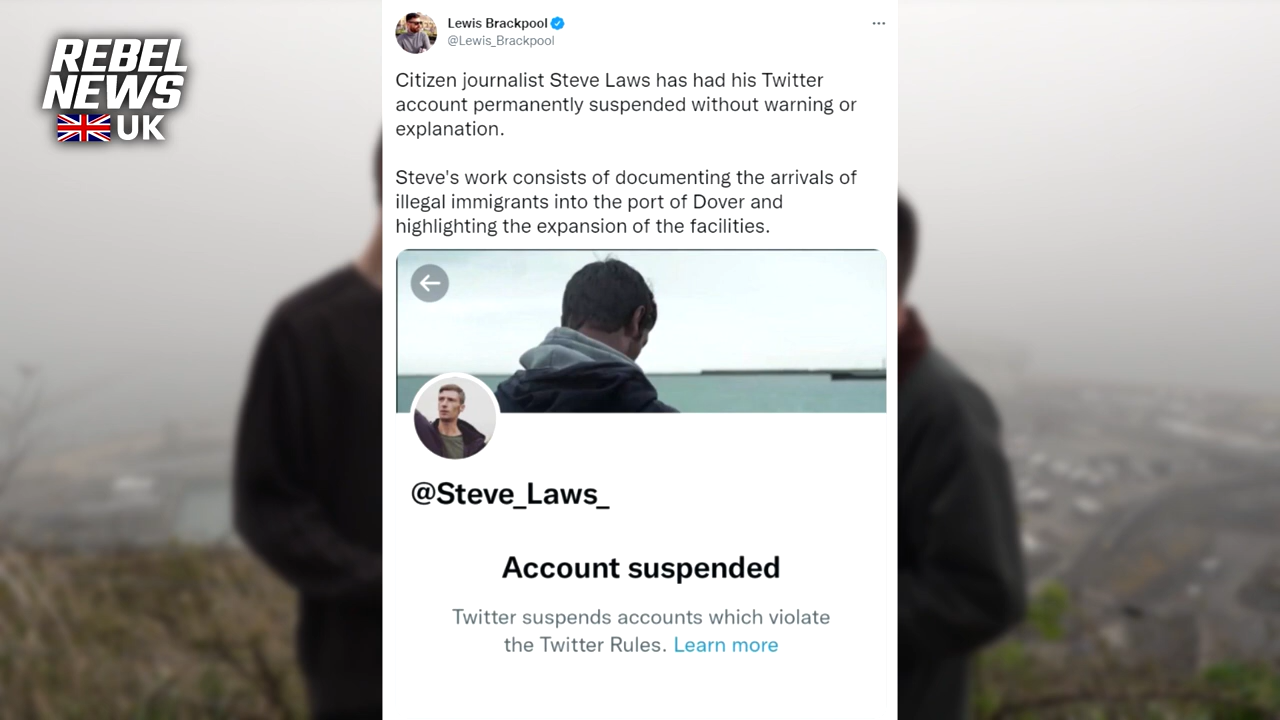 REBEL
NEWS
UK
Lewis Brackpool
@Lewis_Brackpool
Citizen journalist Steve Laws has had his Twitter
account permanently suspended without warning or
explanation.
Steve's work consists of documenting the arrivals of
illegal immigrants into the port of Dover and
highlighting the expansion of the facilities.
@Steve_Laws_
Account suspended
Twitter suspends accounts which violate
the Twitter Rules. Learn more